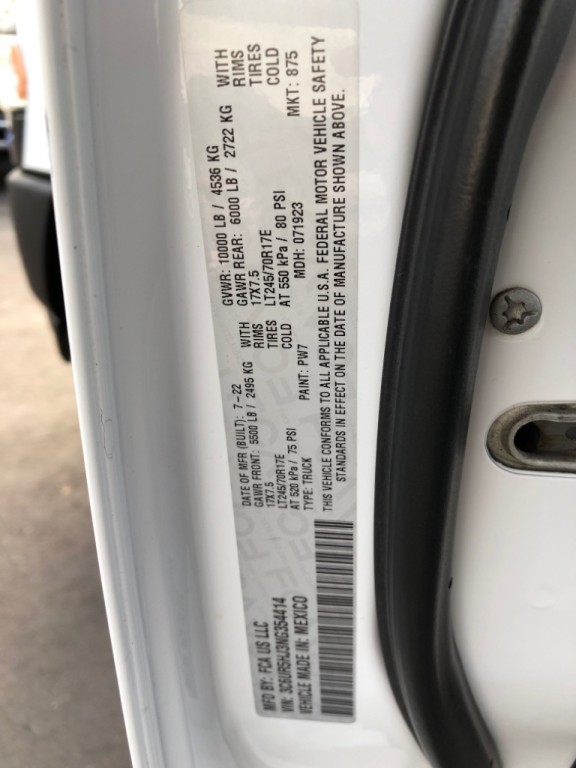 MFD BY: FCA US LLC DATE OF MFR (BUILT): 7-22 GVWR: 10000 LB / 4536 KG
VIN: 3C6UR5HJ3NG354414 GAWR FRONT: 5500 LB / 2495 KG WITH GAWR REAR: 6000 LB / 2722 KG WITH
17X7.5 RIMS 17X7.5 RIMS
LT245/70R17E TIRES LT245/70R17E TIRES
AT 520 kPa / 75 PSI COLD AT 550 kPa / 80 PSI COLD
VEHICLE MADE IN: MEXICO TYPE: TRUCK PAINT: PW7 MDH: 071923 MKT: 875
THIS VEHICLE CONFORMS TO ALL APPLICABLE U.S.A. FEDERAL MOTOR VEHICLE SAFETY
STANDARDS IN EFFECT ON THE DATE OF MANUFACTURE SHOWN ABOVE.